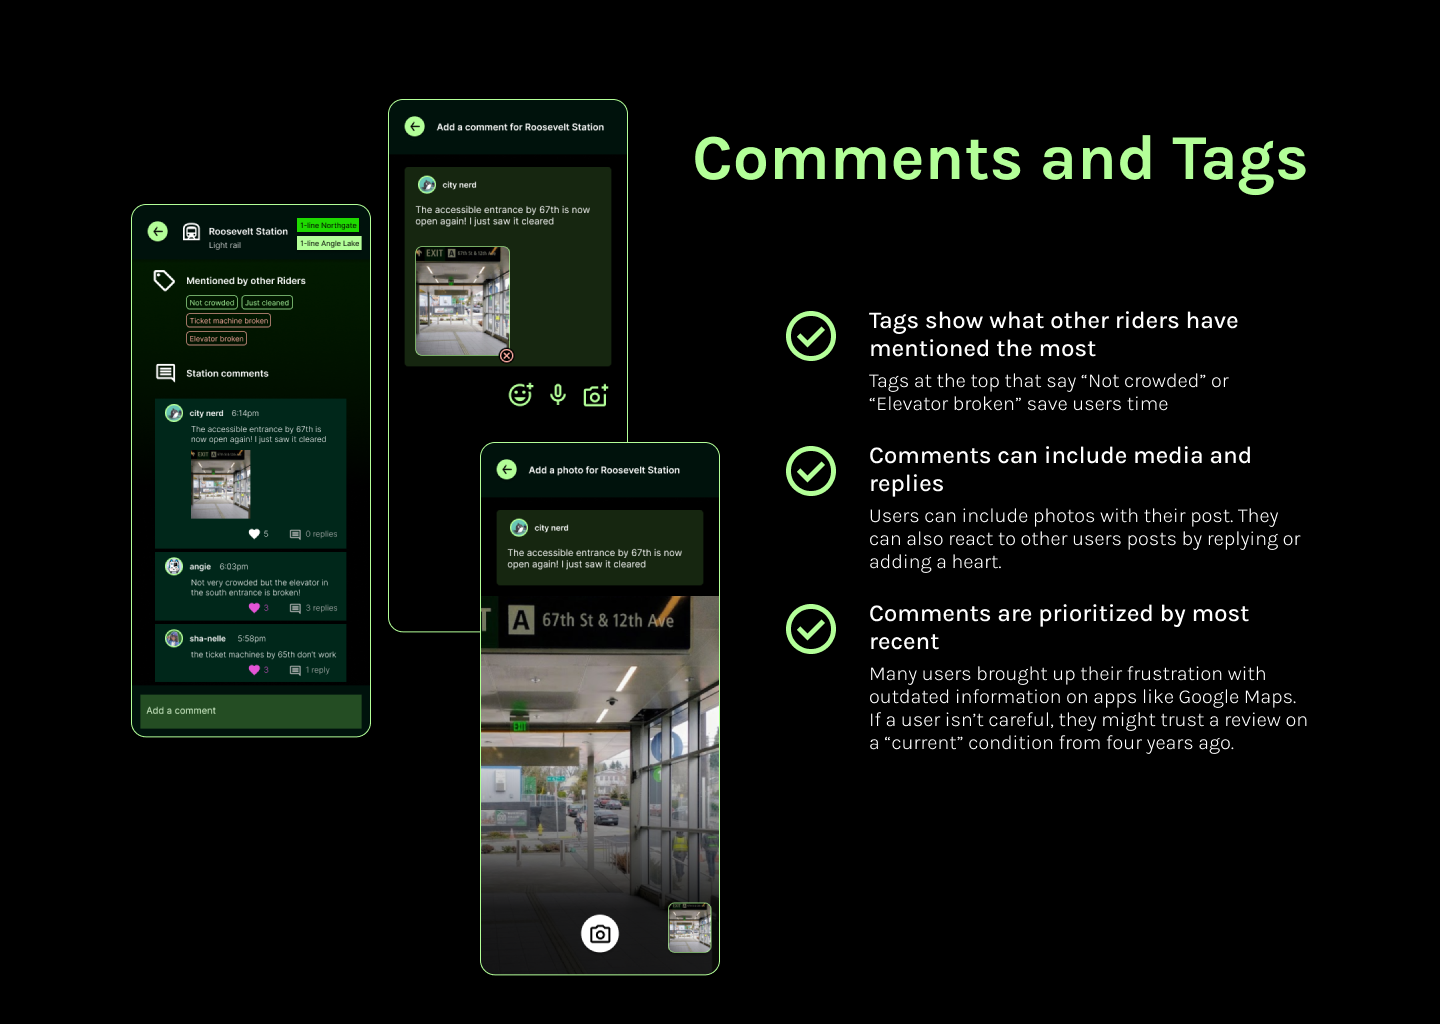 Comments and Tags
Tags show what other riders have
mentioned the most
Tags at the top that say “Not crowded” or
“Elevator broken” save users time
Comments can include media and
replies
Users can include photos with their post. They
can also react to other users posts by replying or
adding a heart.
Comments are prioritized by most
recent
Many users brought up their frustration with
outdated information on apps like Google Maps.
If a user isn’t careful, they might trust a review on
a “current” condition from four years ago.
Roosevelt Station
Light rail
1-line Northgate
1-line Angle Lake
Mentioned by other Riders
Not crowded
Just cleaned
Ticket machine broken
Elevator broken
Station comments
city nerd 6:14pm
The accessible entrance by 67th is
now open again! I just saw it cleared
5 0 replies
angie 6:03pm
Not very crowded but the elevator in
the south entrance is broken!
3 3 replies
sha-nelle 5:58pm
the ticket machines by 65th don't work
3 1 reply
Add a comment
Add a comment for Roosevelt Station
city nerd
The accessible entrance by 67th is now
open again! I just saw it cleared
EXIT A 67th St & 12th Ave
Add a photo for Roosevelt Station
city nerd
The accessible entrance by 67th is now
open again! I just saw it cleared
T A 67th St & 12th Ave
EXIT